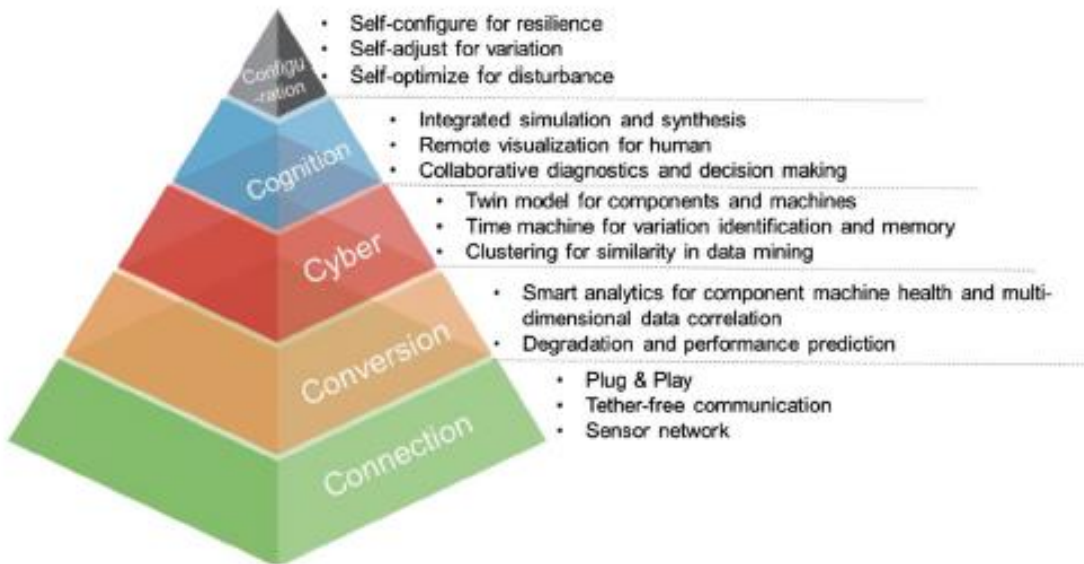 Configu
-ration
• Self-configure for resilience
• Self-adjust for variation
• Self-optimize for disturbance
Cognition
• Integrated simulation and synthesis
• Remote visualization for human
• Collaborative diagnostics and decision making
Cyber
• Twin model for components and machines
• Time machine for variation identification and memory
• Clustering for similarity in data mining
Conversion
• Smart analytics for component machine health and multi-
dimensional data correlation
• Degradation and performance prediction
Connection
• Plug & Play
• Tether-free communication
• Sensor network